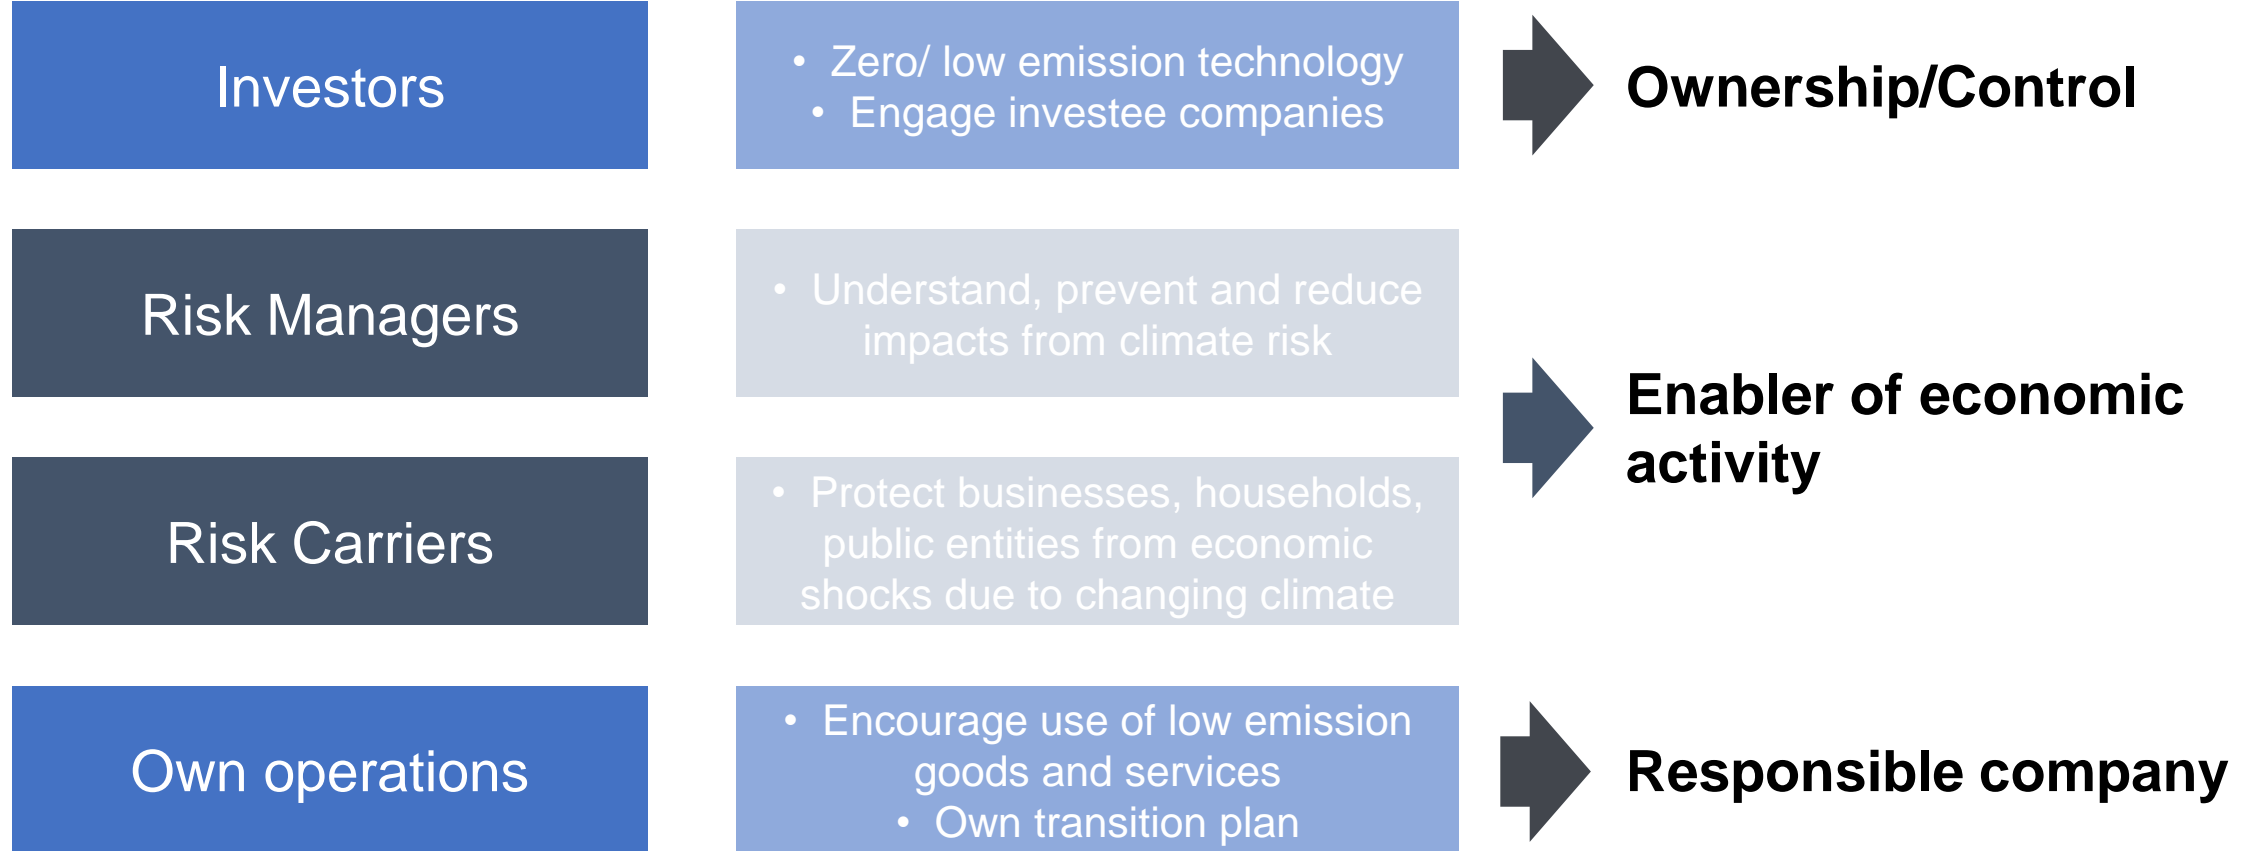 Investors
• Zero/ low emission technology
• Engage investee companies
Ownership/Control
Risk Managers
• Understand, prevent and reduce
impacts from climate risk
Enabler of economic
activity
Risk Carriers
• Protect businesses, households,
public entities from economic
shocks due to changing climate
Own operations
• Encourage use of low emission
goods and services
• Own transition plan
Responsible company